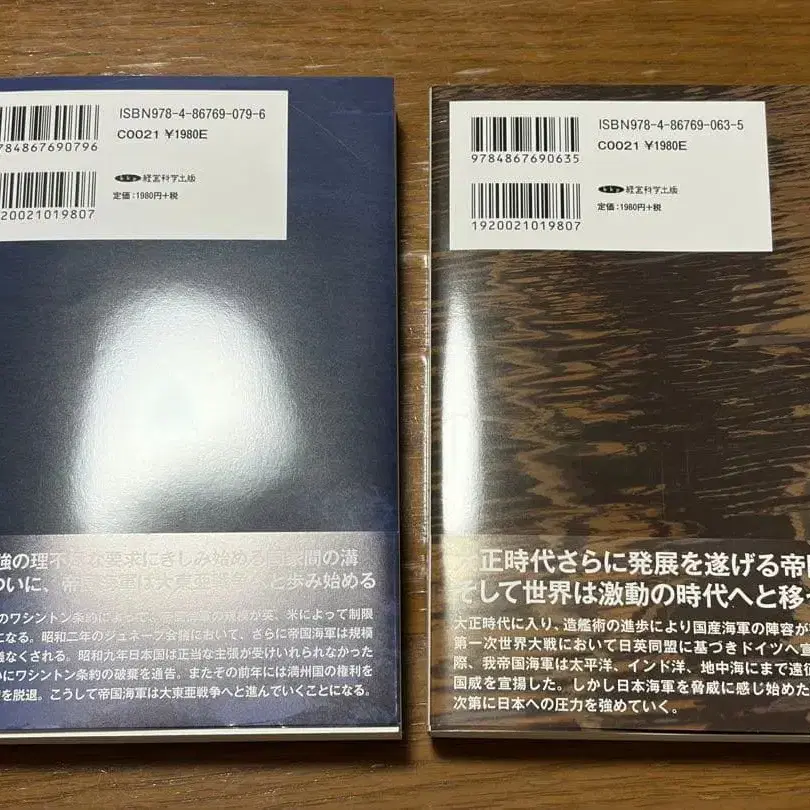 ISBN978-4-86769-079-6
C0021 ¥1980E
784867690796
経営科学出版
定価:1980円+税
920021019807
強の理不 な要求にきしみ始める 間の溝
ついに、帝 は大東 と歩み始める
のワシントン条約によって、 の規模が英、米によって制限
になる。昭和二年のジュネーブ会議において、さらに帝国海軍は規模
儀なくされる。昭和九年日本国は正当な主張が受けいれられなかった
いにワシントン条約の破棄を通告。またその前年には満州国の権利を
を脱退。こうして帝国海軍は大東亜戦争へと進んでいくことになる。
ISBN978-4-86769-063-5
C0021 ¥1980E
9784867690635
経営科学出版
定価:1980円+税
1920021019807
大正時代さらに発展を遂げる帝国
そして世界は激動の時代へと移
大正時代に入り、造艦術の進歩により国産海軍の陣容が
第一次世界大戦において日英同盟に基づきドイツへ宣
際、我帝国海軍は太平洋、インド洋、地中海にまで遠征
国威を宣揚した。しかし日本海軍を脅威に感じ始めた
次第に日本への圧力を強めていく。